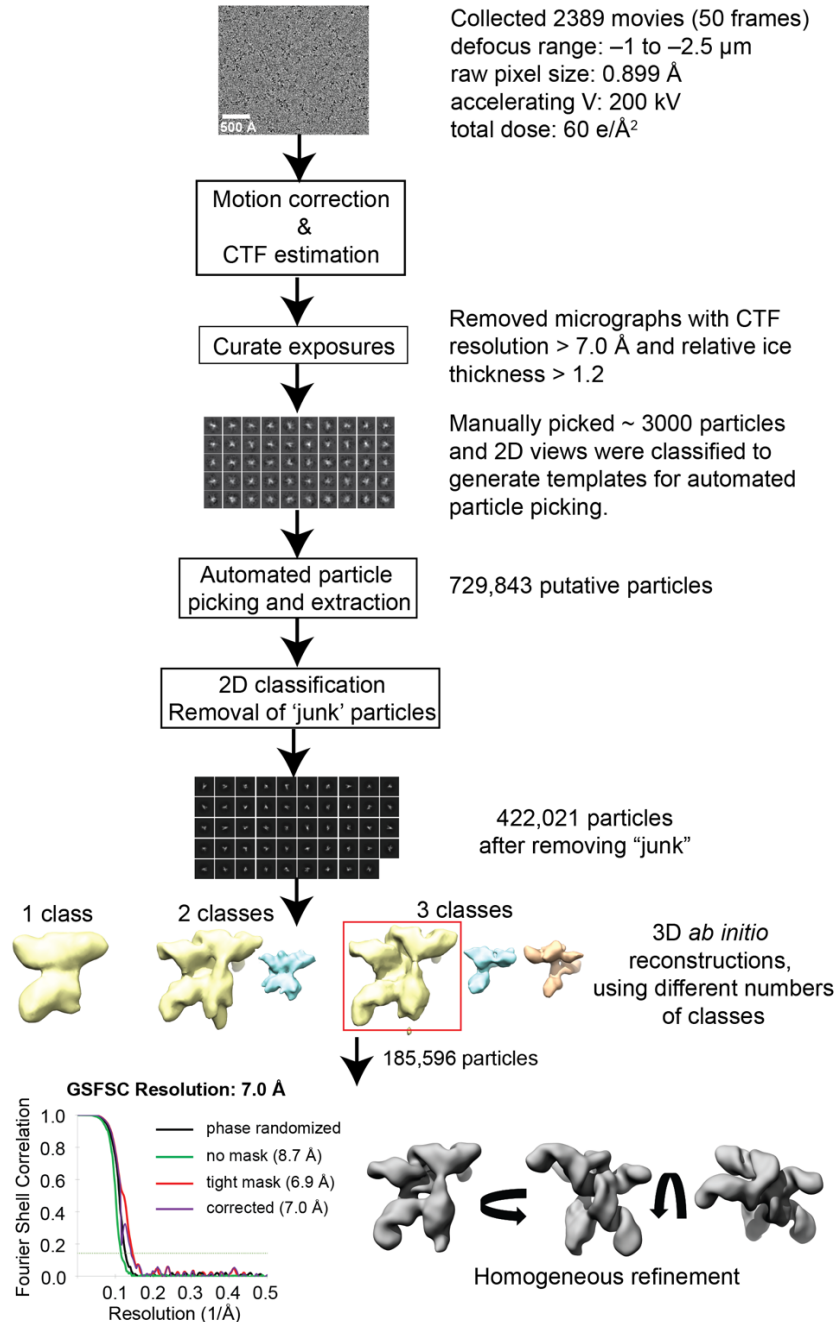 Collected 2389 movies (50 frames)
defocus range: –1 to –2.5 µm
raw pixel size: 0.899 Å
accelerating V: 200 kV
total dose: 60 e/Å²
500 Å
Motion correction
&
CTF estimation
Curate exposures
Removed micrographs with CTF
resolution > 7.0 Å and relative ice
thickness > 1.2
Manually picked ~ 3000 particles
and 2D views were classified to
generate templates for automated
particle picking.
Automated particle
picking and extraction
729,843 putative particles
2D classification
Removal of ‘junk’ particles
422,021 particles
after removing “junk”
1 class
2 classes
3 classes
3D ab initio
reconstructions,
using different numbers
of classes
185,596 particles
GSFSC Resolution: 7.0 Å
Fourier Shell Correlation
1.0
0.8
0.6
0.4
0.2
0.0
phase randomized
no mask (8.7 Å)
tight mask (6.9 Å)
corrected (7.0 Å)
0.1 0.2 0.3 0.4 0.5
Resolution (1/Å)
Homogeneous refinement